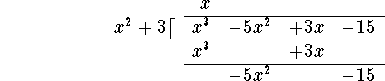 x
x² + 3⌈ x³ −5x² +3x −15
x³ +3x
−5x² −15